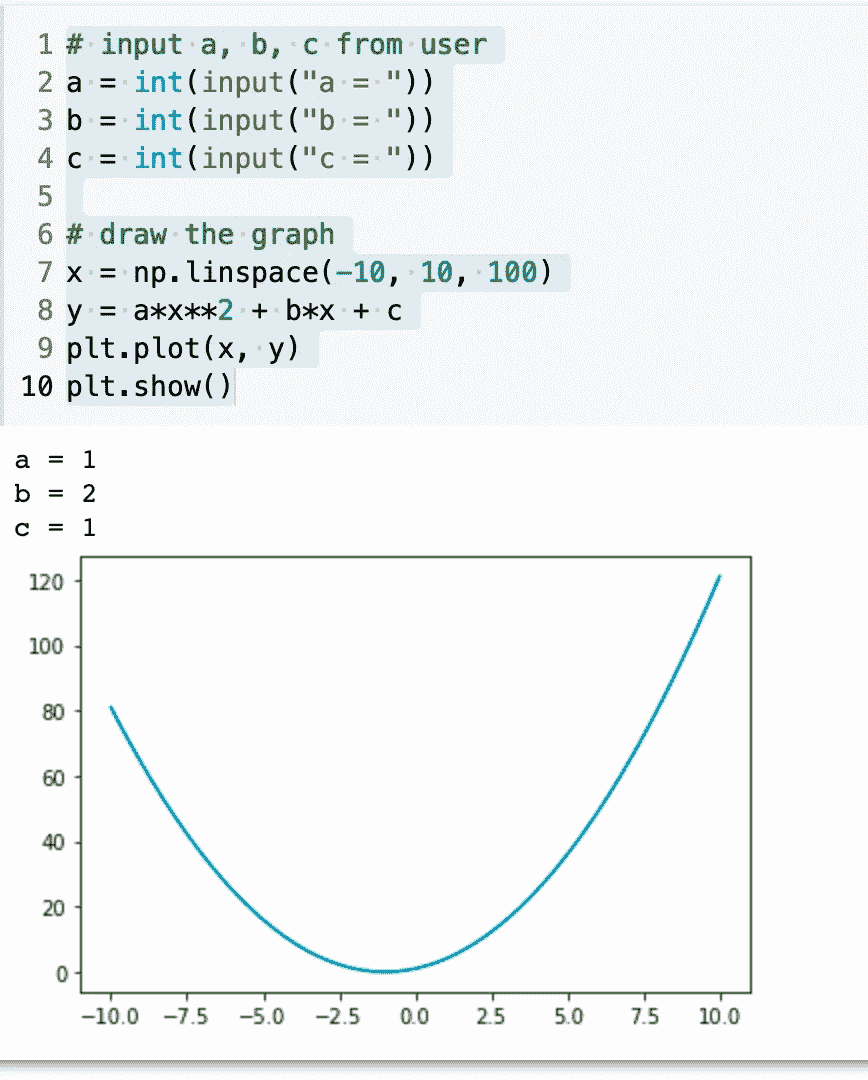 1 # input a, b, c from user
2 a = int(input("a = "))
3 b = int(input("b = "))
4 c = int(input("c = "))
5
6 # draw the graph
7 x = np.linspace(-10, 10, 100)
8 y = a*x**2 + b*x + c
9 plt.plot(x, y)
10 plt.show()
a = 1
b = 2
c = 1
120
100
80
60
40
20
0
−10.0 −7.5 −5.0 −2.5 0.0 2.5 5.0 7.5 10.0